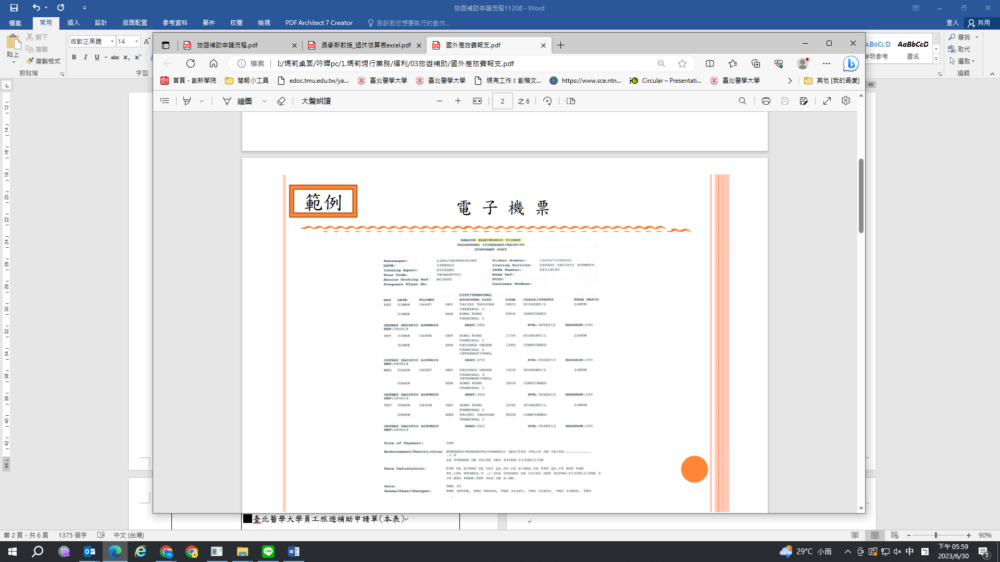 旅遊補助申請流程11208 - Word
檔案 常用 插入 設計 版面配置 參考資料 郵件 校閱 檢視 PDF Architect 7 Creator 告訴我您想要執行的動作... 登入 共用
貼上 剪下 複製 複製格式 剪貼簿
微軟正黑體 14 字型
鮮明參考 AaBbCcD 書名
尋找 取代 選取 編輯
旅遊補助申請流程.pdf 吳麥斯教授_退休估算表excel.pdf 國外差旅費報支.pdf
檔案 I:/瑪莉桌面/吟曄pc/1.瑪莉現行業務/福利/03旅遊補助/國外差旅費報支.pdf
首頁 - 創新學院 簡報小工具 edoc.tmu.edu.tw/ya... 臺北醫學大學 臺北醫學大學 現有工作 ( 創稿文... https://www.sce.ntn... Circular – Presentati... 臺北醫學大學 其他 [我的最愛]
繪圖 大聲朗讀 2 之 6
範例
電子機票
ABACUS ELECTRONIC TICKET
PASSENGER ITINERARY/RECEIPT
CUSTOMER COPY
Passenger: Ticket Number: 1609472588461
DATE: 29FEB12 Issuing Airline: CATHAY PACIFIC AIRWAYS
Issuing Agent: X518AHC IATA Number: 34314265
Tour Code: TW3BEFF501 Name Ref:
Abacus Booking Ref: NCIXHY FOID:
Frequent Flyer No: Customer Number:
CITY/TERMINAL
DAY DATE FLIGHT STOPOVER CITY TIME CLASS/STATUS FARE BASIS
SAT 31MAR CX407 DEP TAIPEI TAOYUAN 0805 ECONOMY/L L6MTW
TERMINAL 1
31MAR ARR HONG KONG 0955 CONFIRMED
TERMINAL 1
CATHAY PACIFIC AIRWAYS SEAT:35D NVA:30SEP12 BAGGAGE:2PC
REF:2645I4
SAT 31MAR CX806 DEP HONG KONG 1150 ECONOMY/L L6MTW
TERMINAL 1
31MAR ARR CHICAGO OHARE 1345 CONFIRMED
TERMINAL 5
INTERNATIONAL
CATHAY PACIFIC AIRWAYS SEAT:67D NVA:30SEP12 BAGGAGE:2PC
REF:2645I4
WED 04APR CX807 DEP CHICAGO OHARE 1525 ECONOMY/L L6MTW
TERMINAL 5
INTERNATIONAL
05APR ARR HONG KONG 2000 CONFIRMED
TERMINAL 1
CATHAY PACIFIC AIRWAYS SEAT:32D NVA:30SEP12 BAGGAGE:2PC
REF:2645I4
THU 05APR DEP HONG KONG 2240 ECONOMY/L L6MTW
TERMINAL 1
06APR ARR TAIPEI TAOYUAN 0020 CONFIRMED
TERMINAL 1
CATHAY PACIFIC AIRWAYS SEAT:32C NVA:30SEP12 BAGGAGE:2PC
REF:2645I4
Form of Payment: INV
Endorsement/Restriction: NONENDO/NONRESTG/NONREF/ HKG/TPE VALID ON CX/KA...........
./.V
LD TPEHKG ON CX/KA DEP 04FEB-21JUN12/ON
Fare Calculation: TPE CX X/HKG CX CHI Q4.24 CX X/HKG CX TPE Q4.24 END ROE
30.186 XFORD4.5 ./.VLD TPEHKG ON CX/KA DEP 04FEB-21JUN12/ONE S
/O HKG FREE.TKT VLD ON 0-6M.
Fare: TWD IT
Taxes/fees/charges: TWD 300TW, TWD 990US, TWD 163YC, TWD 208XY, TWD 148XA, TWD
臺北醫學大學員工旅遊補助申請單(本表)
第 2 頁，共 6 頁 1375 個字 中文 (台灣) 90%
29°C 小雨 中 下午 05:59
2023/6/30 3